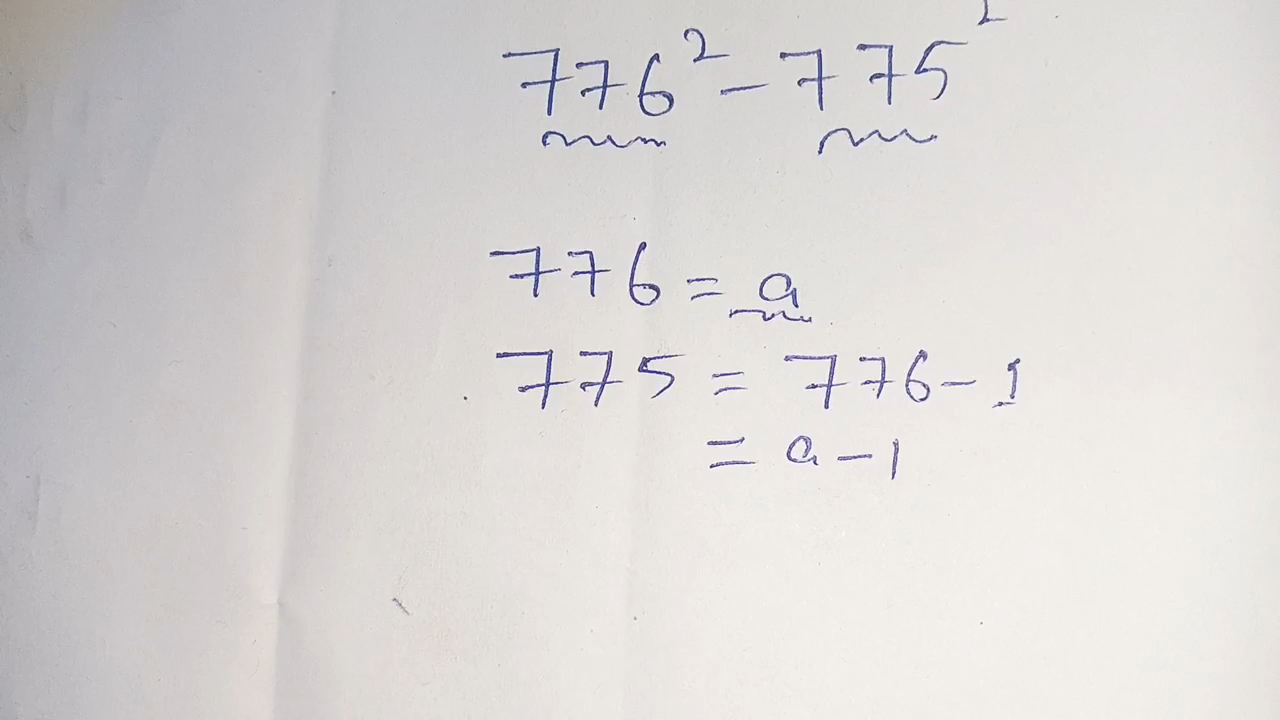 776² - 775²
776 = a
775 = 776 - 1
= a - 1